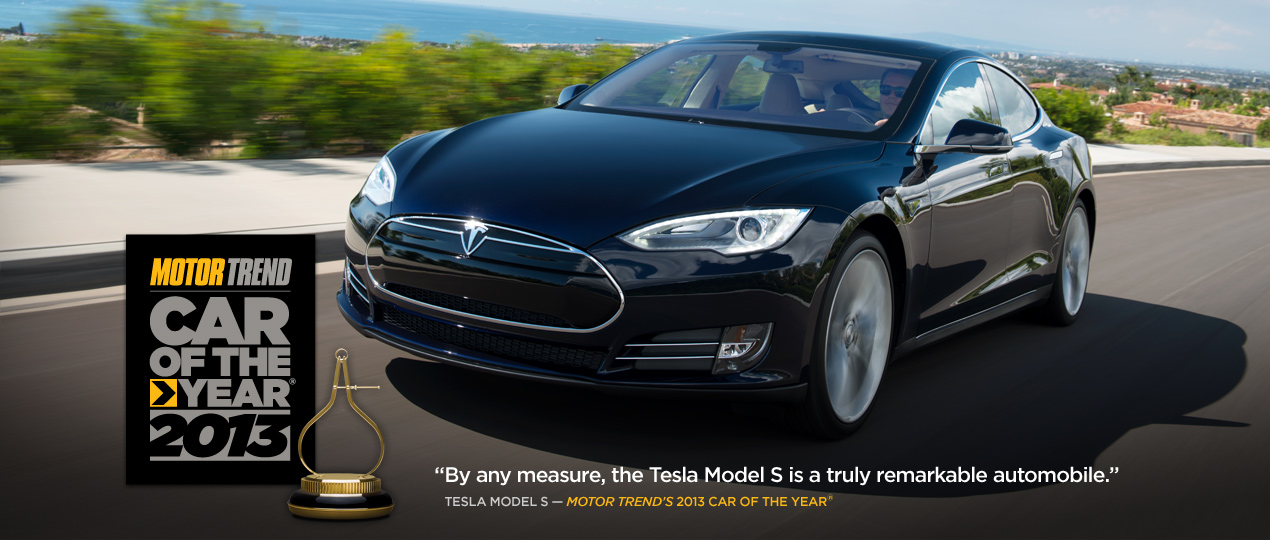 MOTOR TREND
CAR
OF THE
YEAR®
2013
“By any measure, the Tesla Model S is a truly remarkable automobile.”
TESLA MODEL S — MOTOR TREND'S 2013 CAR OF THE YEAR®